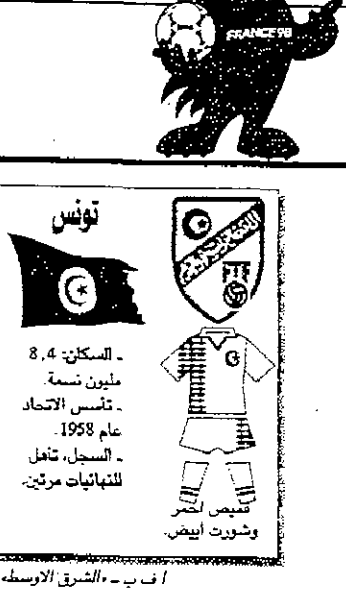 FRANCE 98
تونس
ـ السكان: 8,4
مليون نسمة.
ـ تأسس الاتحاد
عام 1958.
ـ السجل، تأهل
للنهائيات مرتين.
قميص أحمر
وشورت أبيض.
أ ف ب ـ «الشرق الاوسط»